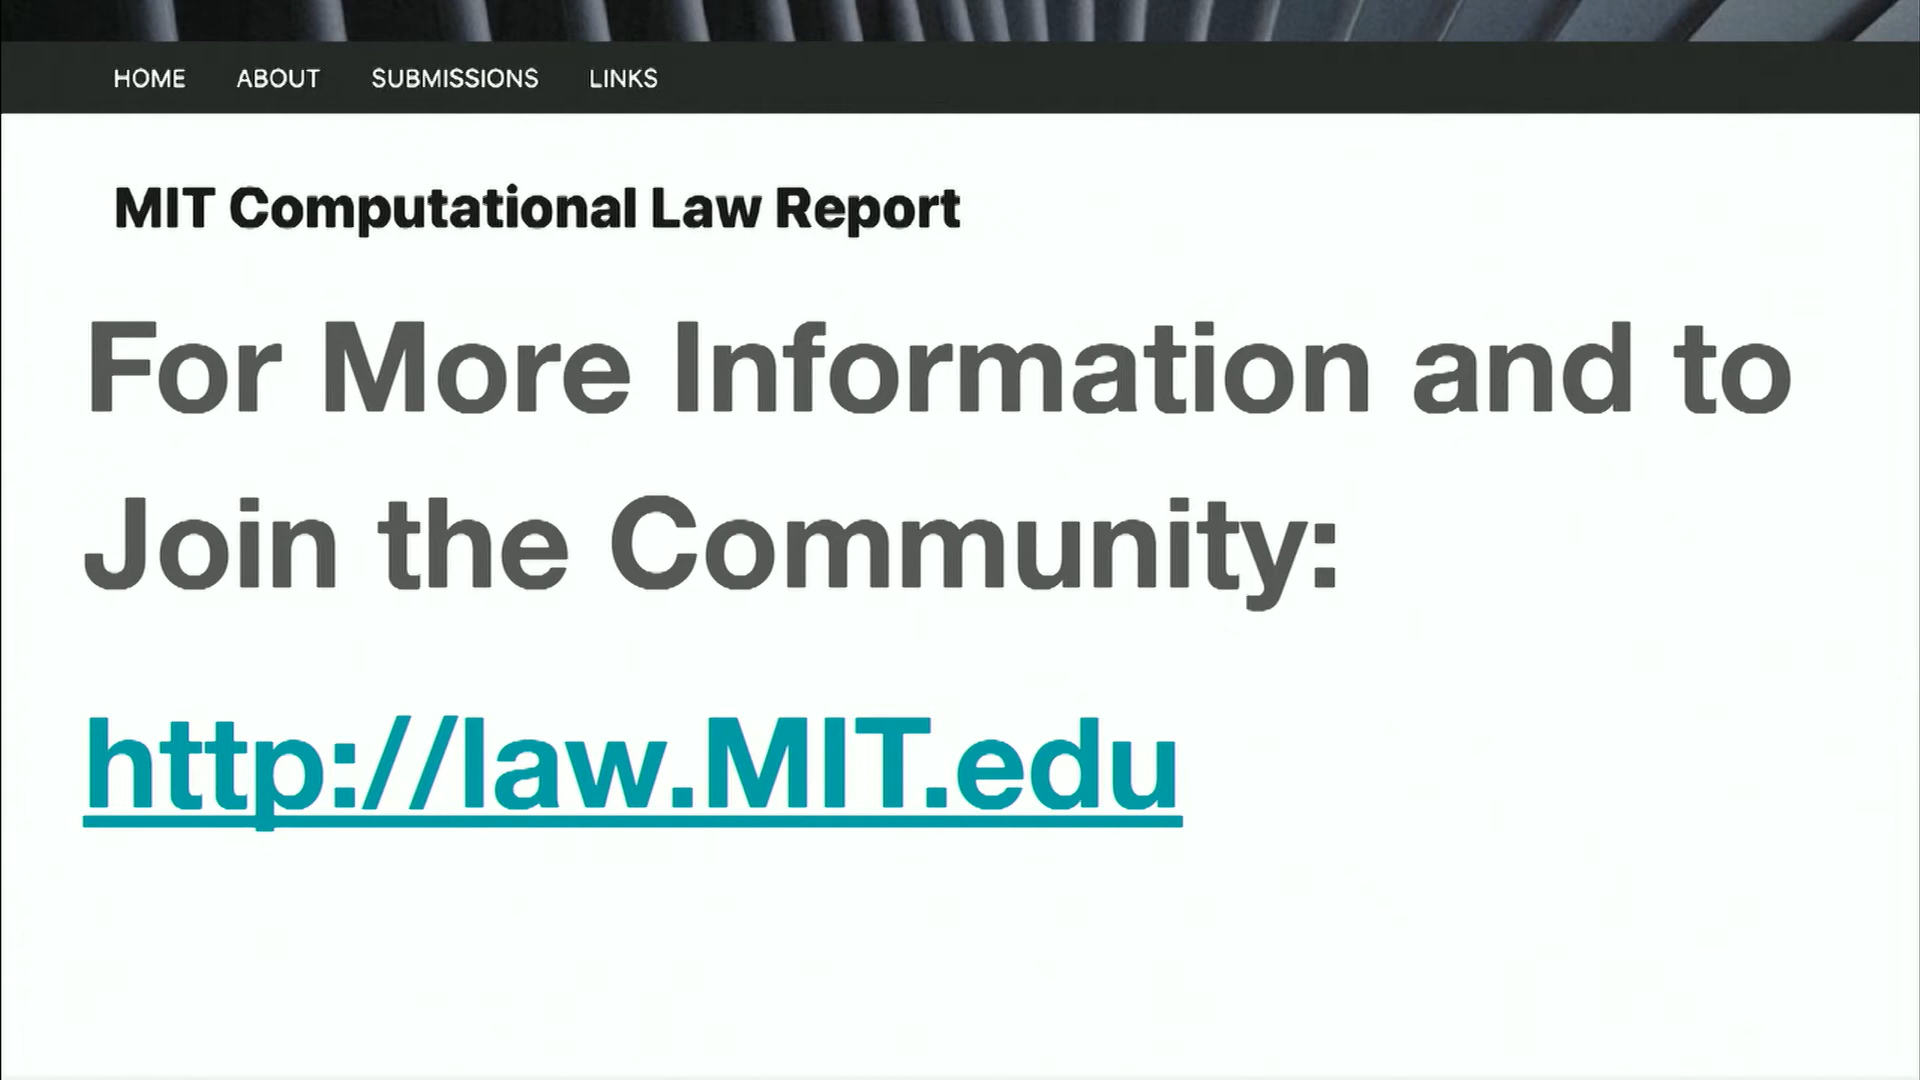 HOME ABOUT SUBMISSIONS LINKS
MIT Computational Law Report
For More Information and to
Join the Community:
http://law.MIT.edu